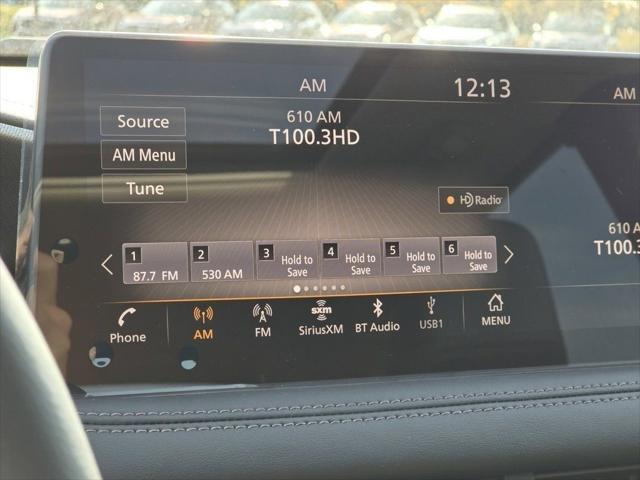 AM
12:13
AM
610 AM
T100.3HD
Source
AM Menu
Tune
HD Radio
610 A
T100.3
1
87.7 FM
2
530 AM
3
Hold to
Save
4
Hold to
Save
5
Hold to
Save
6
Hold to
Save
Phone
AM
FM
sxm
SiriusXM
BT Audio
USB1
MENU